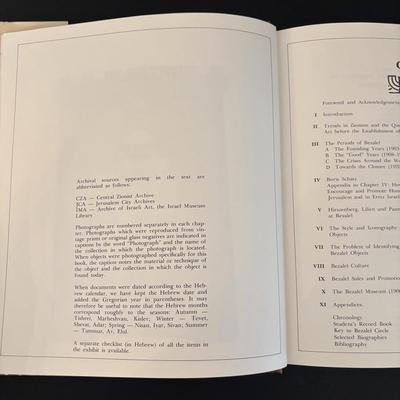 Archival sources appearing in the text are
abbreviated as follows:
CZA — Central Zionist Archive
JCA — Jerusalem City Archives
IMA — Archive of Israeli Art, the Israel Museum
Library
Photographs are numbered separately in each chap-
ter. Photographs which were reproduced from vin-
tage prints or original glass negatives are indicated in
captions by the word "Photograph" and the name of
the collection in which the photograph is located.
When objects were photographed specifically for this
book, the caption notes the material or technique of
the object and the collection in which the object is
found today.
When documents were dated according to the Heb-
rew calendar, we have kept the Hebrew date and
added the Gregorian year in parentheses. It may
therefore be useful to note that the Hebrew months
correspond roughly to the seasons: Autumn —
Tishrei, Marheshvan, Kislev; Winter — Tevet,
Shevat, Adar; Spring — Nisan, Iyar, Sivan; Summer
— Tammuz, Av, Elul.
A separate checklist (in Hebrew) of all the items in
the exhibit is available.
C
Foreword and Acknowledgements
I Introduction
II Trends in Zionism and the Que
Art before the Establishment of
III The Periods of Bezalel
A The Founding Years (1903-
B The "Good" Years (1908-1
C The Crises Around the Wa
D Towards the Closure (192
IV Boris Schatz
Appendix to Chapter IV: How
Encourage and Promote Hom
Jerusalem and in Eretz Israel
V Hirszenberg, Lilien and Pann
at Bezalel
VI The Style and Iconography
Objects
VII The Problem of Identifying
Bezalel Objects
VIII Bezalel Culture
IX Bezalel Sales and Promotion
X The Bezalel Museum (1906
XI Appendices
Chronology
Student's Record Book
Key to Bezalel Circle
Selected Biographies
Bibliography